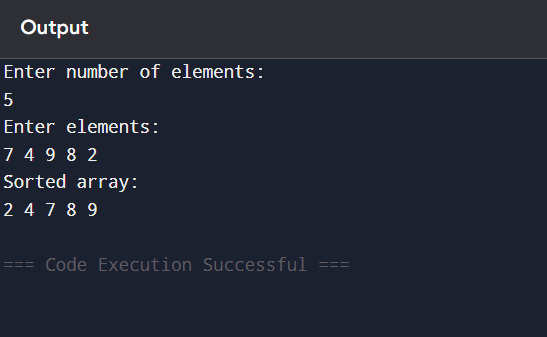 Output
Enter number of elements:
5
Enter elements:
7 4 9 8 2
Sorted array:
2 4 7 8 9
=== Code Execution Successful ===